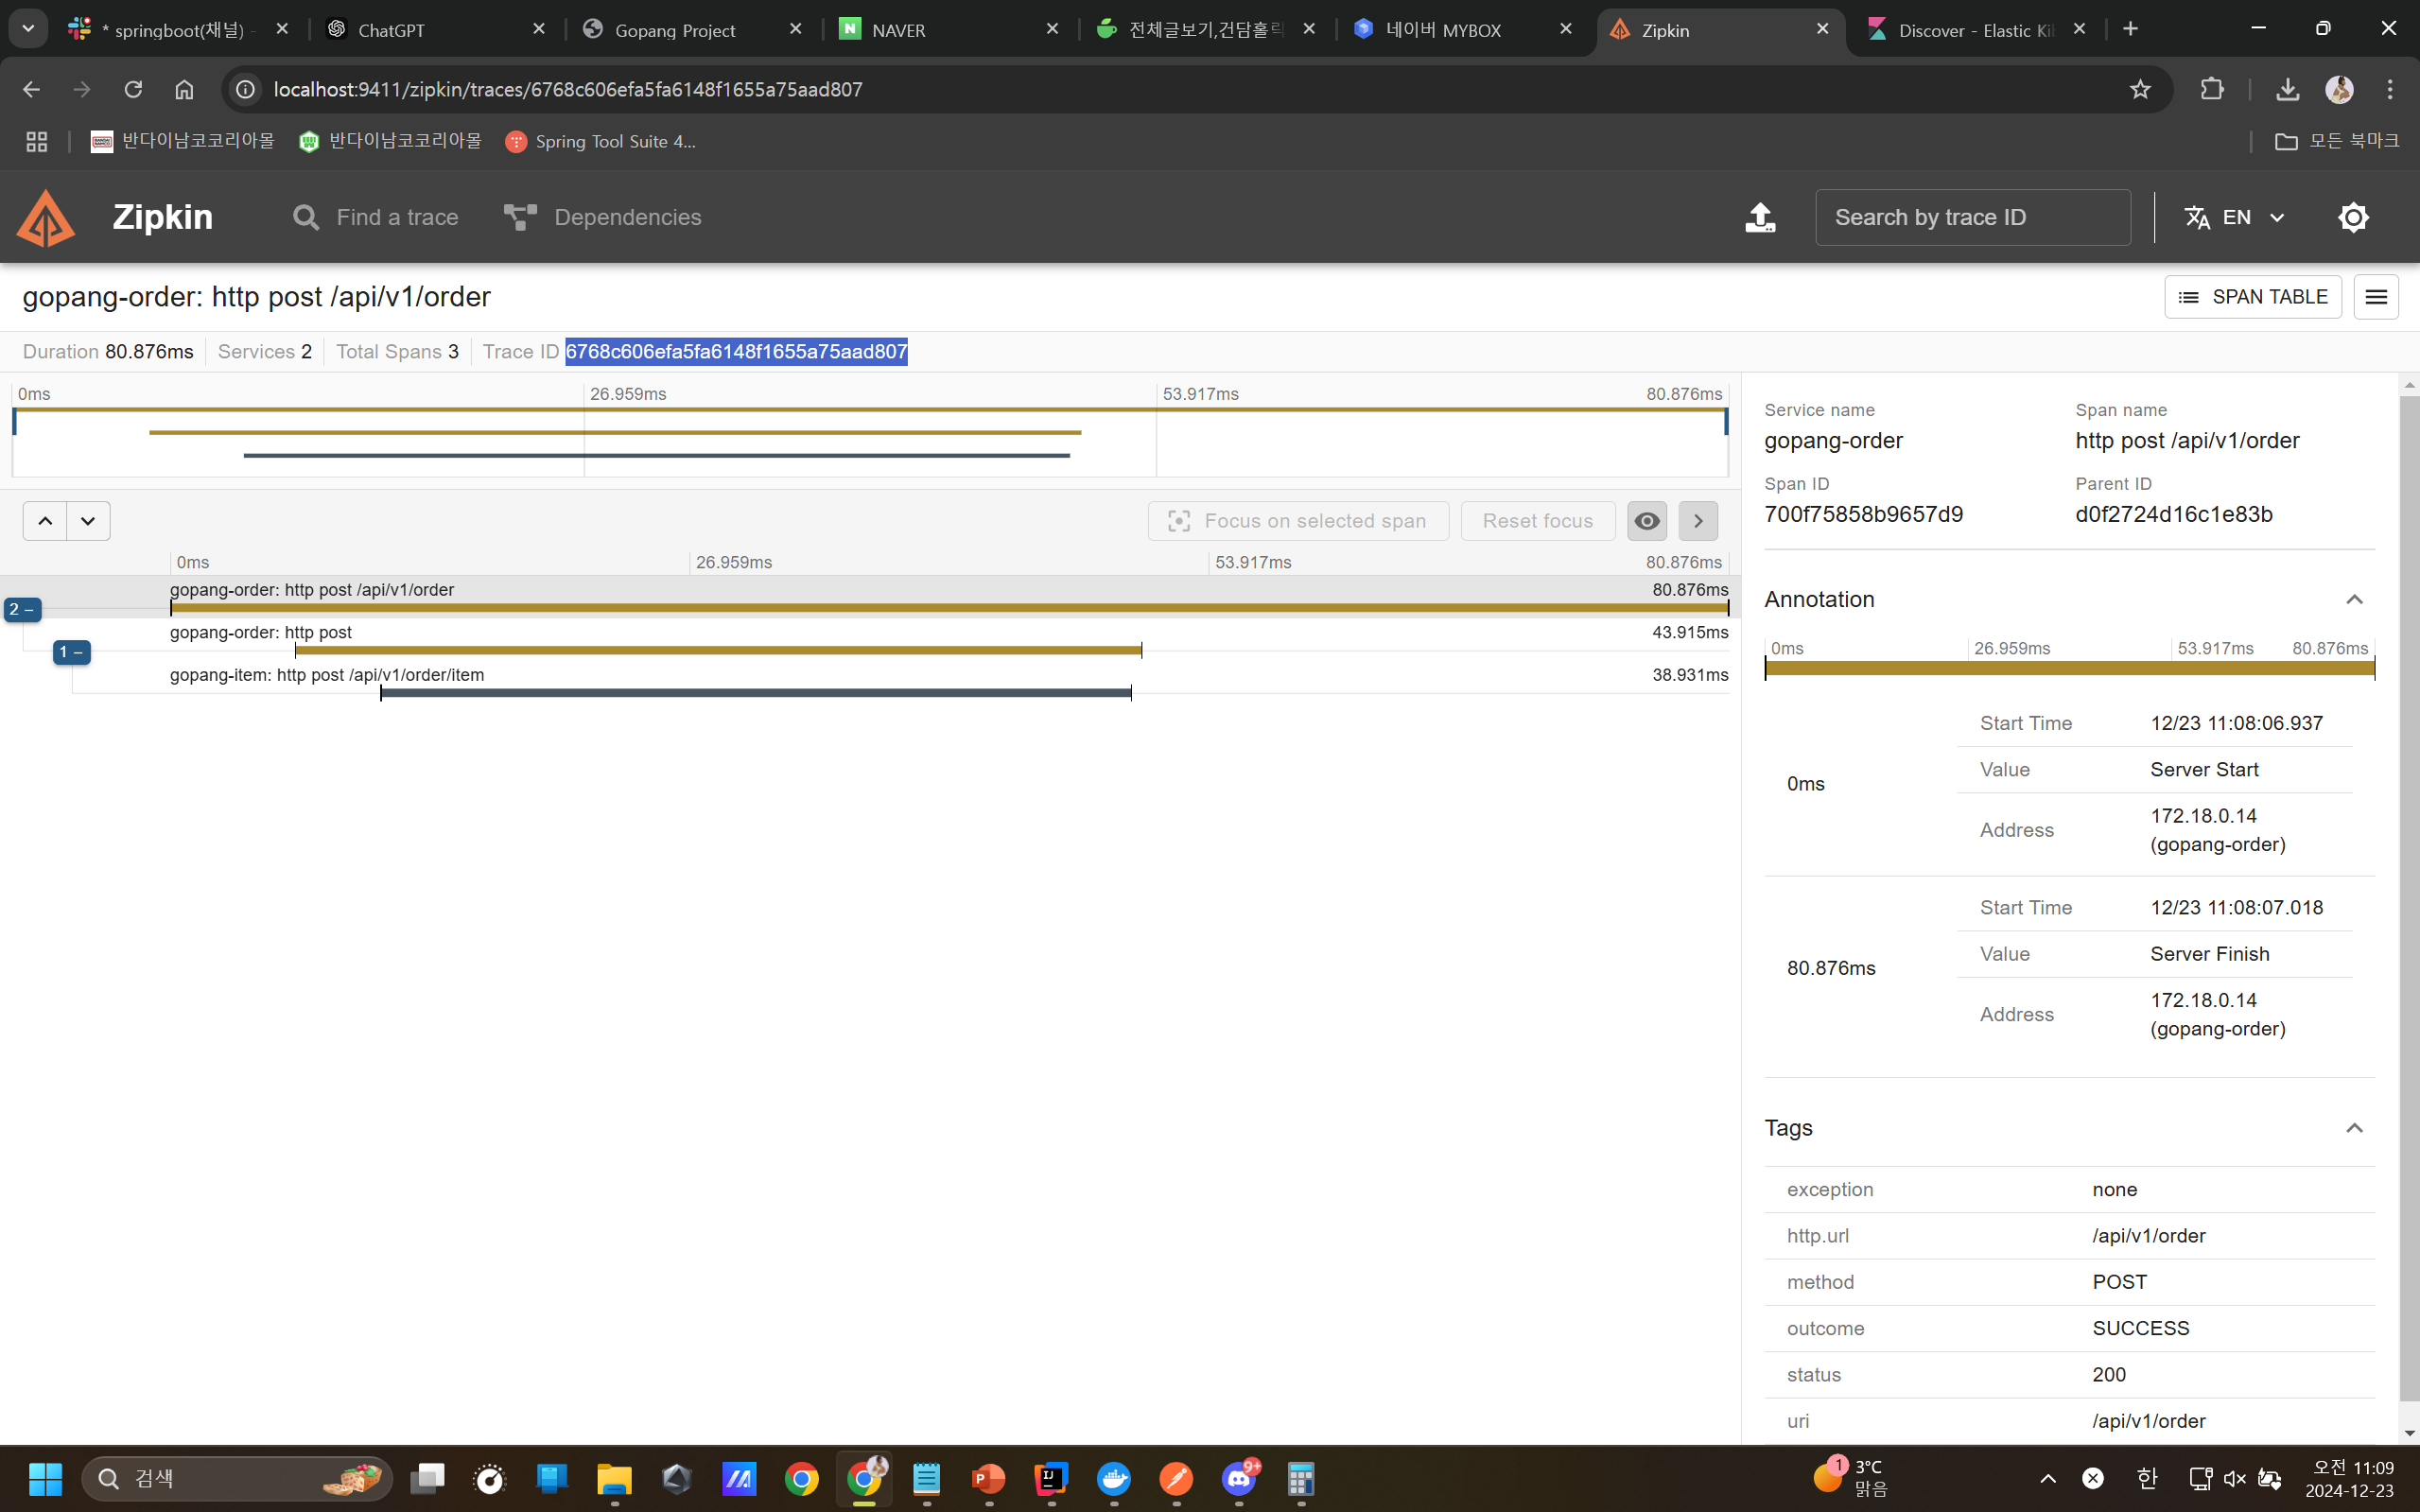 * springboot(채널) -
ChatGPT
Gopang Project
NAVER
전체글보기,건담홀릭
네이버 MYBOX
Zipkin
Discover - Elastic Ki
localhost:9411/zipkin/traces/6768c606efa5fa6148f1655a75aad807
반다이남코코리아몰
반다이남코코리아몰
Spring Tool Suite 4...
모든 북마크
Zipkin
Find a trace
Dependencies
Search by trace ID
EN
gopang-order: http post /api/v1/order
SPAN TABLE
Duration 80.876ms
Services 2
Total Spans 3
Trace ID 6768c606efa5fa6148f1655a75aad807
0ms
26.959ms
53.917ms
80.876ms
Focus on selected span
Reset focus
0ms
26.959ms
53.917ms
80.876ms
2 –
gopang-order: http post /api/v1/order
80.876ms
1 –
gopang-order: http post
43.915ms
gopang-item: http post /api/v1/order/item
38.931ms
Service name
gopang-order
Span name
http post /api/v1/order
Span ID
700f75858b9657d9
Parent ID
d0f2724d16c1e83b
Annotation
0ms
26.959ms
53.917ms
80.876ms
0ms
Start Time
12/23 11:08:06.937
Value
Server Start
Address
172.18.0.14
(gopang-order)
80.876ms
Start Time
12/23 11:08:07.018
Value
Server Finish
Address
172.18.0.14
(gopang-order)
Tags
exception
none
http.url
/api/v1/order
method
POST
outcome
SUCCESS
status
200
uri
/api/v1/order
검색
9+
1
3°C
맑음
한
오전 11:09
2024-12-23